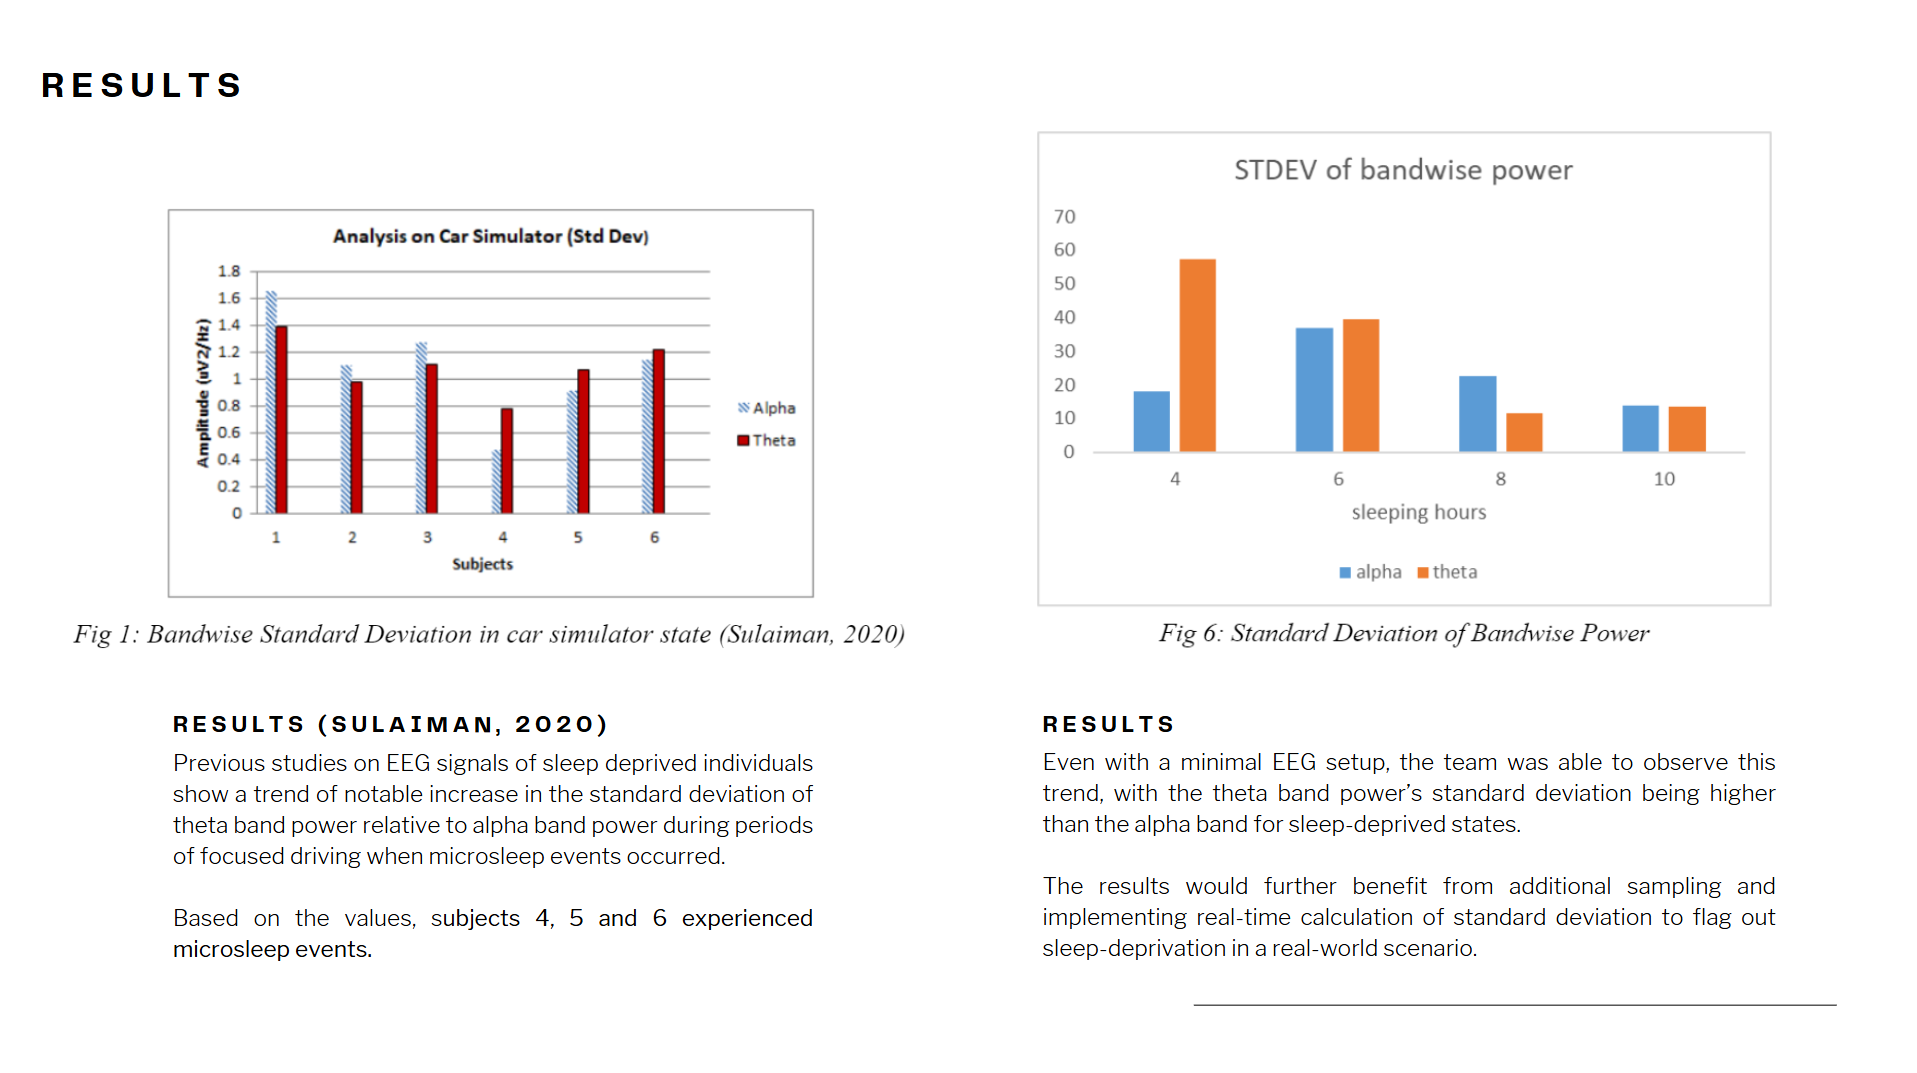 RESULTS
Analysis on Car Simulator (Std Dev)
1.8
1.6
1.4
1.2
1
0.8
0.6
0.4
0.2
0
Amplitude (uV2/Hz)
1 2 3 4 5 6
Subjects
Alpha
Theta
Fig 1: Bandwise Standard Deviation in car simulator state (Sulaiman, 2020)
RESULTS (SULAIMAN, 2020)
Previous studies on EEG signals of sleep deprived individuals
show a trend of notable increase in the standard deviation of
theta band power relative to alpha band power during periods
of focused driving when microsleep events occurred.
Based on the values, subjects 4, 5 and 6 experienced
microsleep events.
STDEV of bandwise power
70
60
50
40
30
20
10
0
4 6 8 10
sleeping hours
alpha theta
Fig 6: Standard Deviation of Bandwise Power
RESULTS
Even with a minimal EEG setup, the team was able to observe this
trend, with the theta band power’s standard deviation being higher
than the alpha band for sleep-deprived states.
The results would further benefit from additional sampling and
implementing real-time calculation of standard deviation to flag out
sleep-deprivation in a real-world scenario.